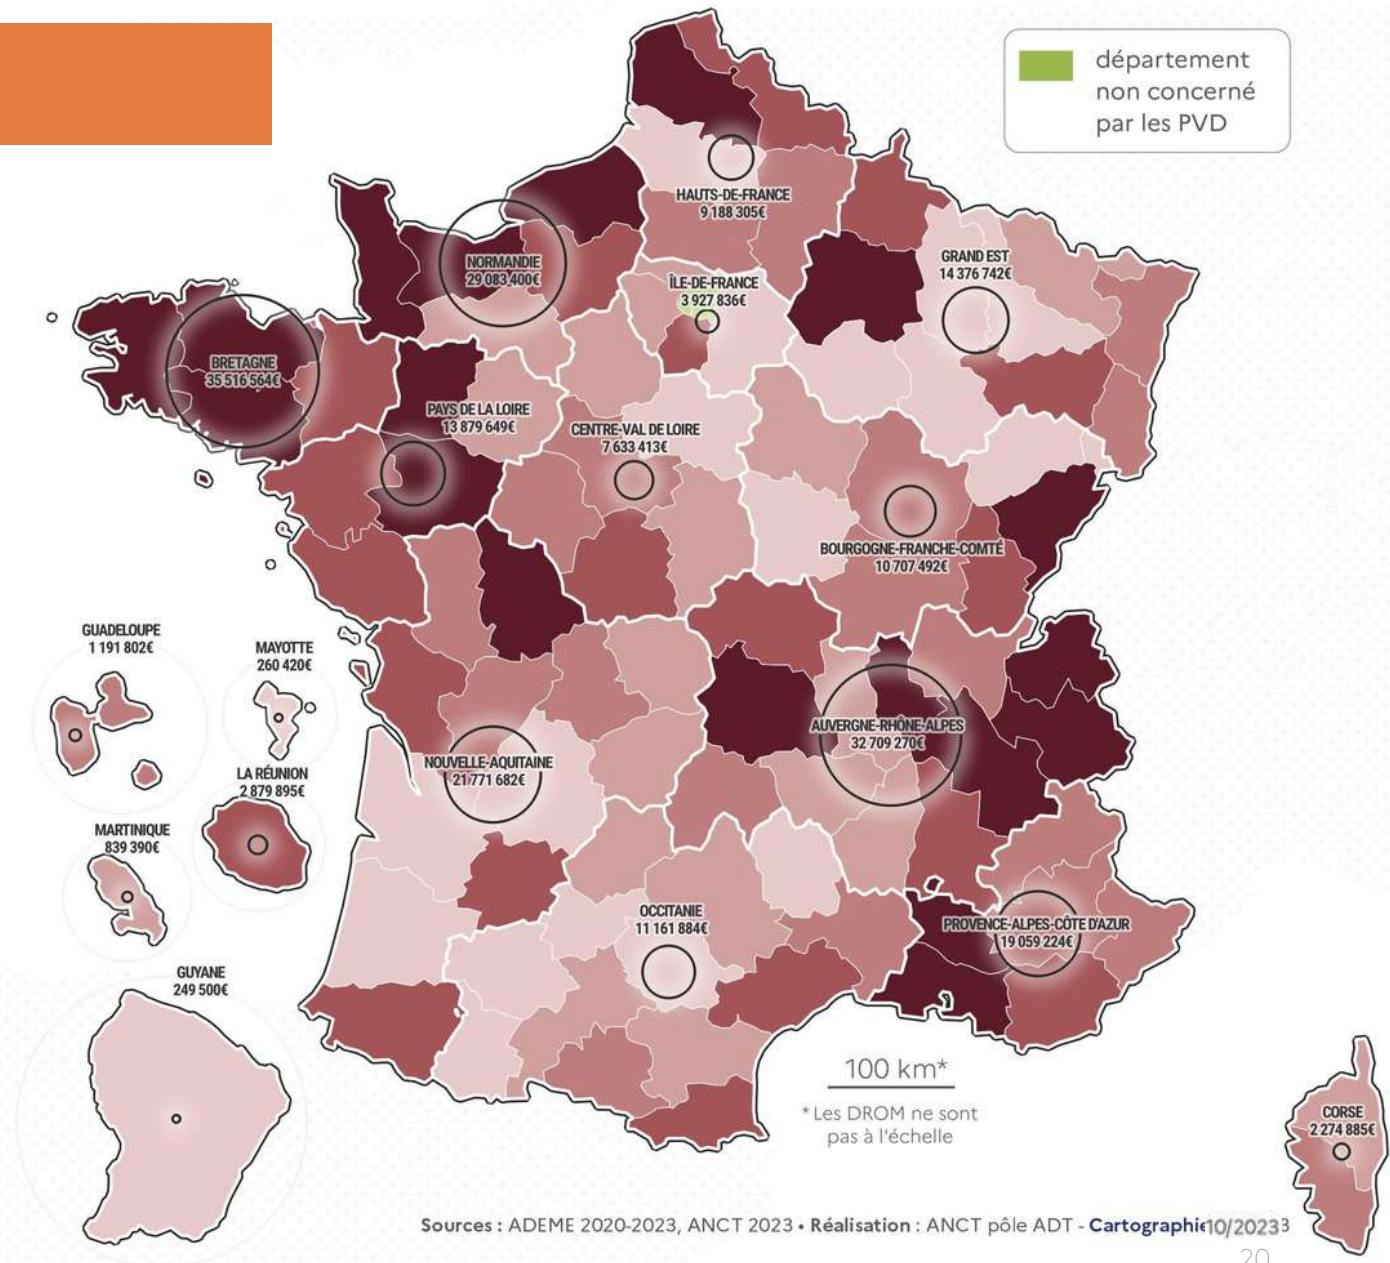 département
non concerné
par les PVD
HAUTS-DE-FRANCE
9 188 305€
NORMANDIE
29 083 400€
GRAND EST
14 376 742€
ÎLE-DE-FRANCE
3 927 836€
BRETAGNE
35 516 564€
PAYS DE LA LOIRE
13 879 649€
CENTRE-VAL DE LOIRE
7 633 413€
BOURGOGNE-FRANCHE-COMTÉ
10 707 492€
GUADELOUPE
1 191 802€
MAYOTTE
260 420€
AUVERGNE-RHÔNE-ALPES
32 709 270€
NOUVELLE-AQUITAINE
21 771 682€
LA RÉUNION
2 879 895€
MARTINIQUE
839 390€
OCCITANIE
11 161 884€
PROVENCE-ALPES-CÔTE D'AZUR
19 059 224€
GUYANE
249 500€
100 km*
* Les DROM ne sont
pas à l'échelle
CORSE
2 274 885€
Sources : ADEME 2020-2023, ANCT 2023 • Réalisation : ANCT pôle ADT - Cartographie 10/2023
20